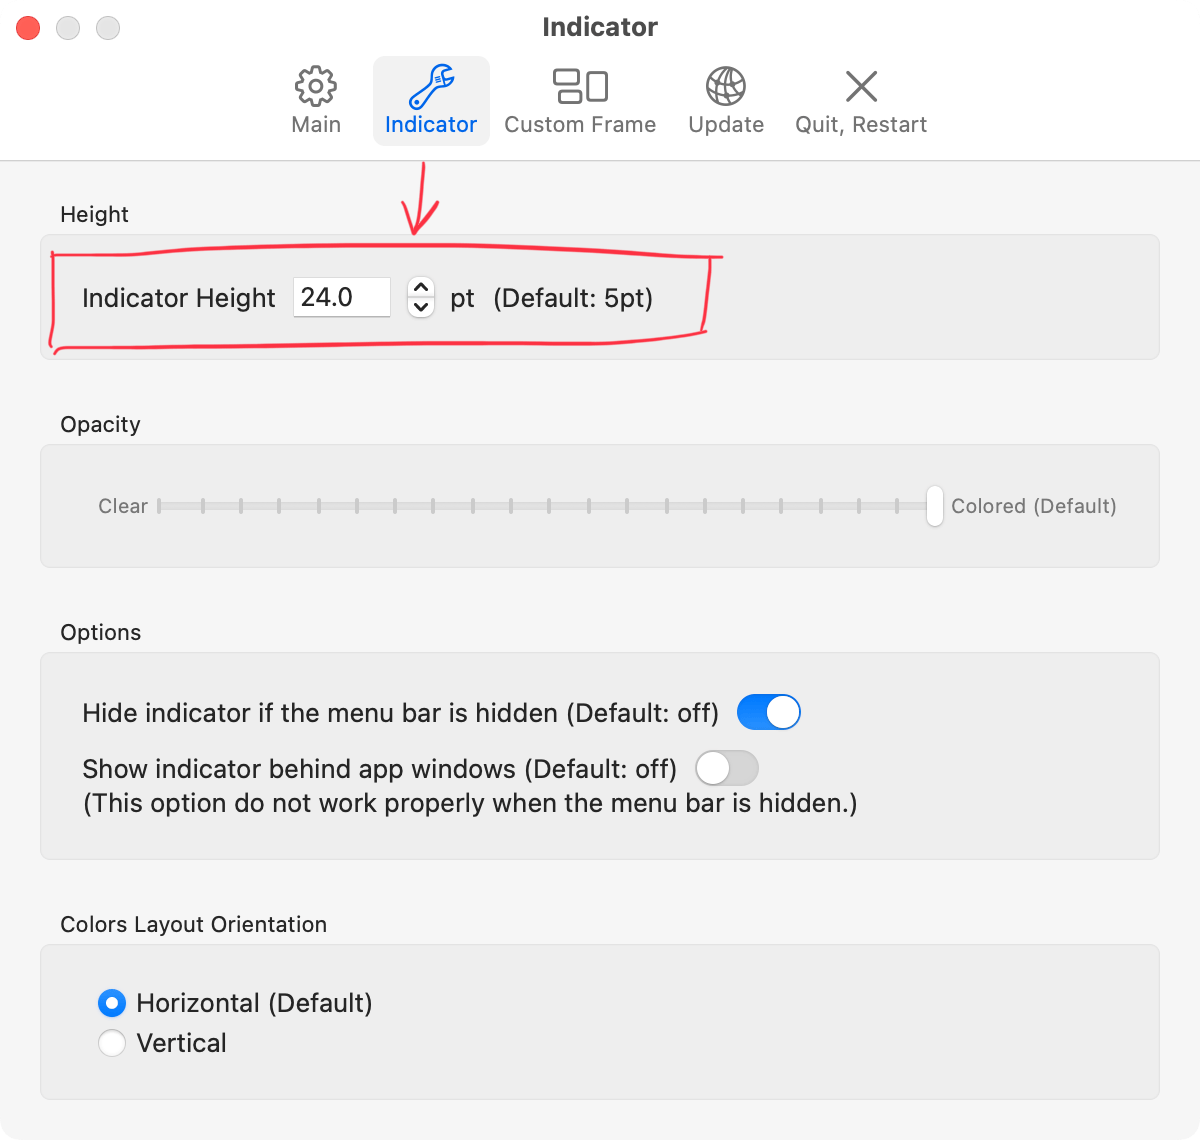 Indicator
Main
Indicator
Custom Frame
Update
Quit, Restart
Height
Indicator Height 24.0 pt (Default: 5pt)
Opacity
Clear
Colored (Default)
Options
Hide indicator if the menu bar is hidden (Default: off)
Show indicator behind app windows (Default: off)
(This option do not work properly when the menu bar is hidden.)
Colors Layout Orientation
Horizontal (Default)
Vertical